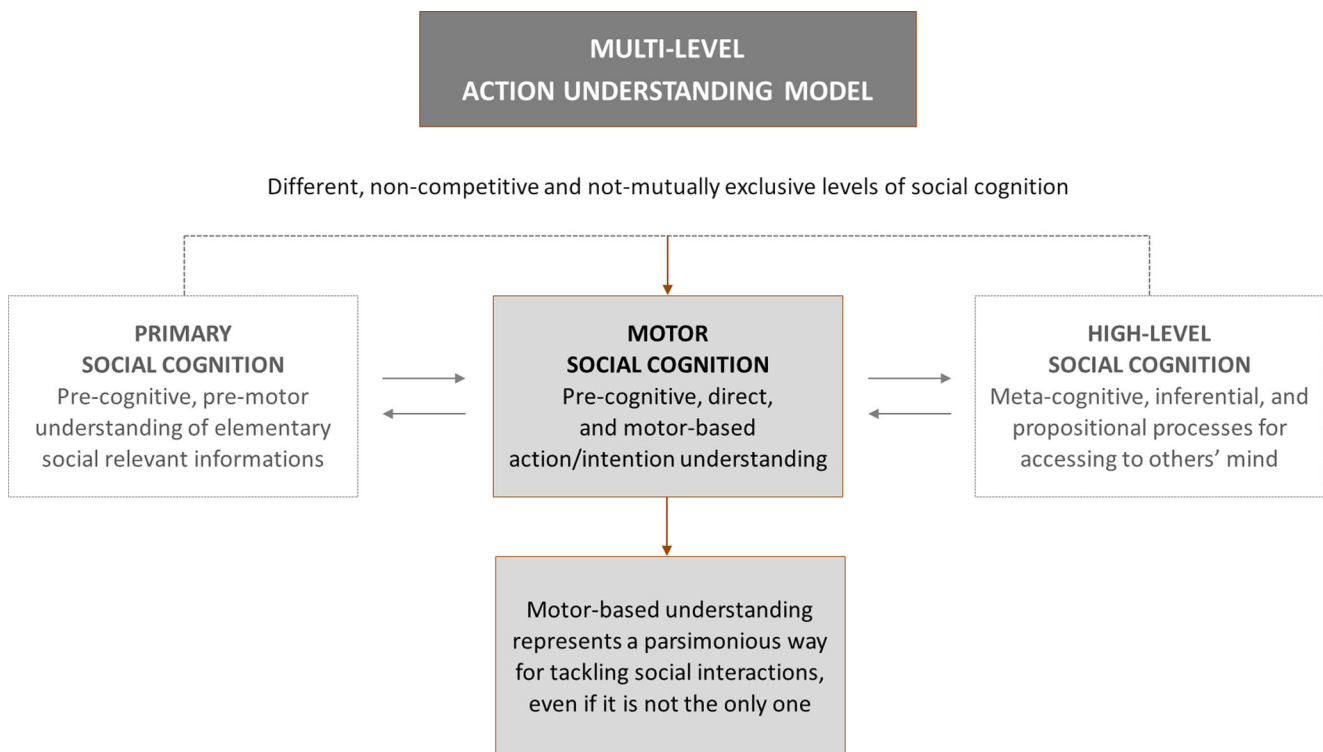 MULTI-LEVEL
ACTION UNDERSTANDING MODEL
Different, non-competitive and not-mutually exclusive levels of social cognition
PRIMARY
SOCIAL COGNITION
Pre-cognitive, pre-motor
understanding of elementary
social relevant informations
MOTOR
SOCIAL COGNITION
Pre-cognitive, direct,
and motor-based
action/intention understanding
HIGH-LEVEL
SOCIAL COGNITION
Meta-cognitive, inferential, and
propositional processes for
accessing to others’ mind
Motor-based understanding
represents a parsimonious way
for tackling social interactions,
even if it is not the only one